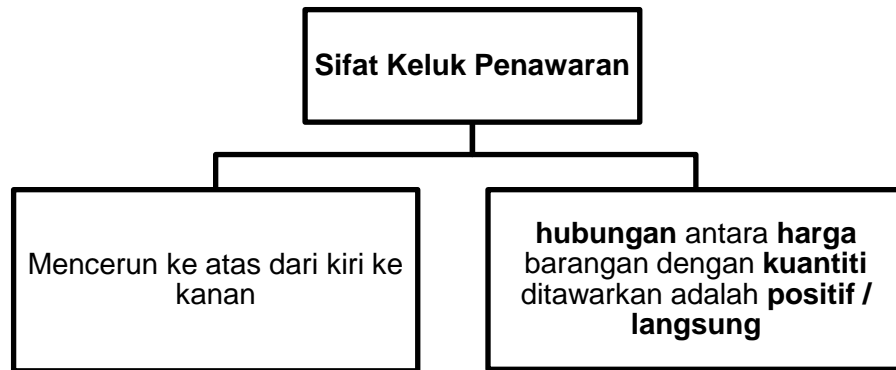 Sifat Keluk Penawaran
Mencerun ke atas dari kiri ke
kanan
hubungan antara harga
barangan dengan kuantiti
ditawarkan adalah positif /
langsung